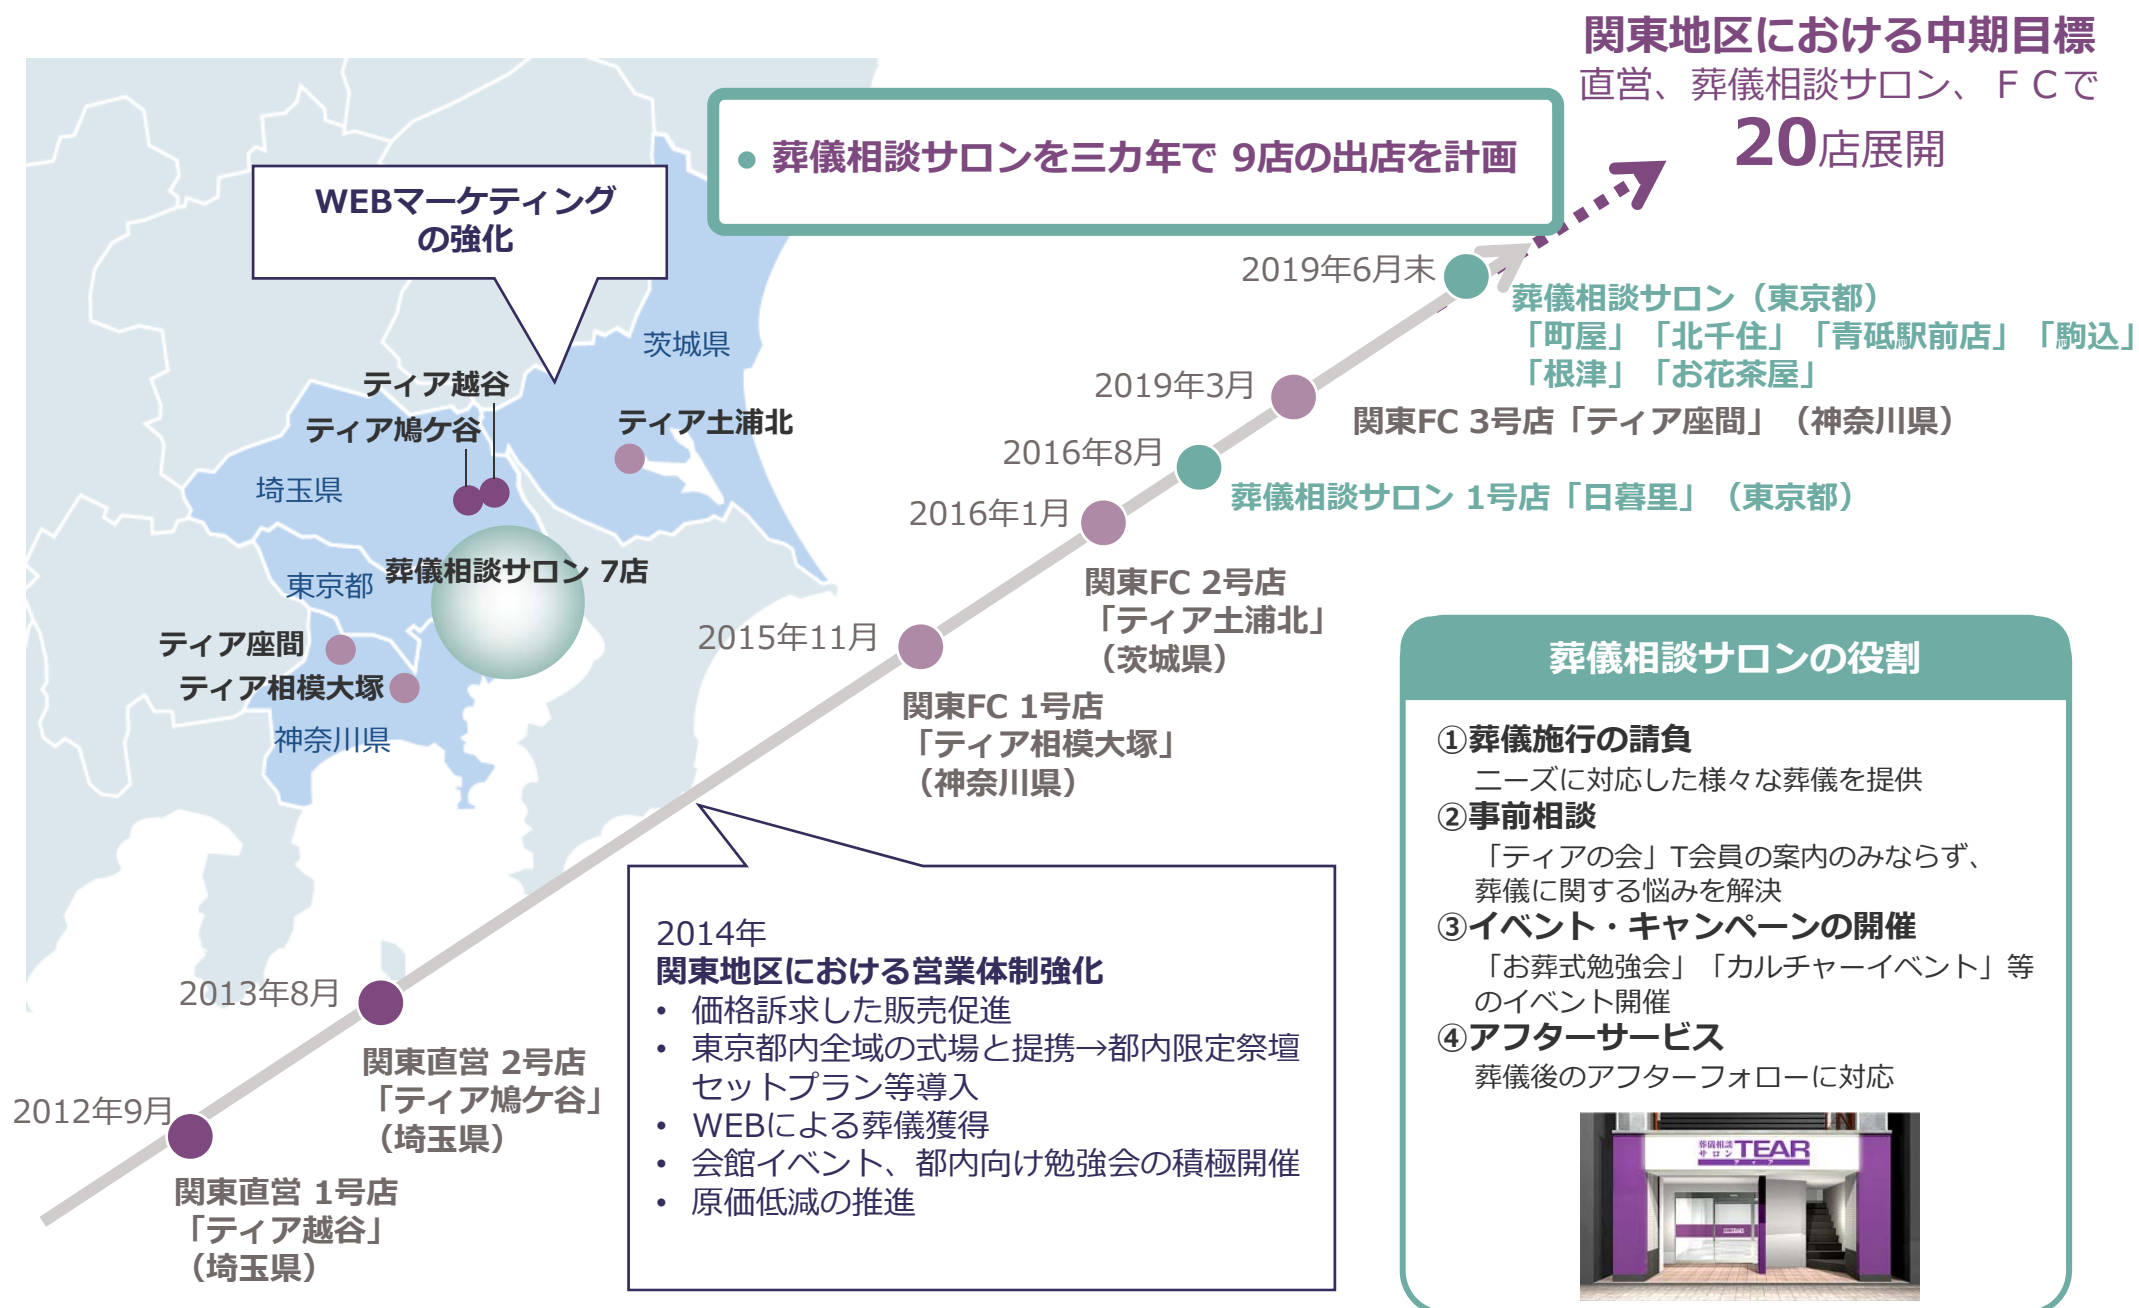 関東地区における中期目標
直営、葬儀相談サロン、ＦＣで
20店展開
• 葬儀相談サロンを三カ年で 9店の出店を計画
WEBマーケティング
の強化
茨城県
ティア越谷
ティア鳩ケ谷
ティア土浦北
埼玉県
葬儀相談サロン 7店
東京都
ティア座間
ティア相模大塚
神奈川県
2019年6月末
葬儀相談サロン（東京都）
「町屋」「北千住」「青砥駅前店」「駒込」
「根津」「お花茶屋」
2019年3月
関東FC 3号店「ティア座間」（神奈川県）
2016年8月
葬儀相談サロン 1号店「日暮里」（東京都）
2016年1月
関東FC 2号店
「ティア土浦北」
（茨城県）
2015年11月
関東FC 1号店
「ティア相模大塚」
（神奈川県）
2014年
関東地区における営業体制強化
• 価格訴求した販売促進
• 東京都内全域の式場と提携→都内限定祭壇
セットプラン等導入
• WEBによる葬儀獲得
• 会館イベント、都内向け勉強会の積極開催
• 原価低減の推進
2013年8月
関東直営 2号店
「ティア鳩ケ谷」
（埼玉県）
2012年9月
関東直営 1号店
「ティア越谷」
（埼玉県）
葬儀相談サロンの役割
①葬儀施行の請負
ニーズに対応した様々な葬儀を提供
②事前相談
「ティアの会」T会員の案内のみならず、
葬儀に関する悩みを解決
③イベント・キャンペーンの開催
「お葬式勉強会」「カルチャーイベント」等
のイベント開催
④アフターサービス
葬儀後のアフターフォローに対応
葬儀相談
サロン TEAR
ティア